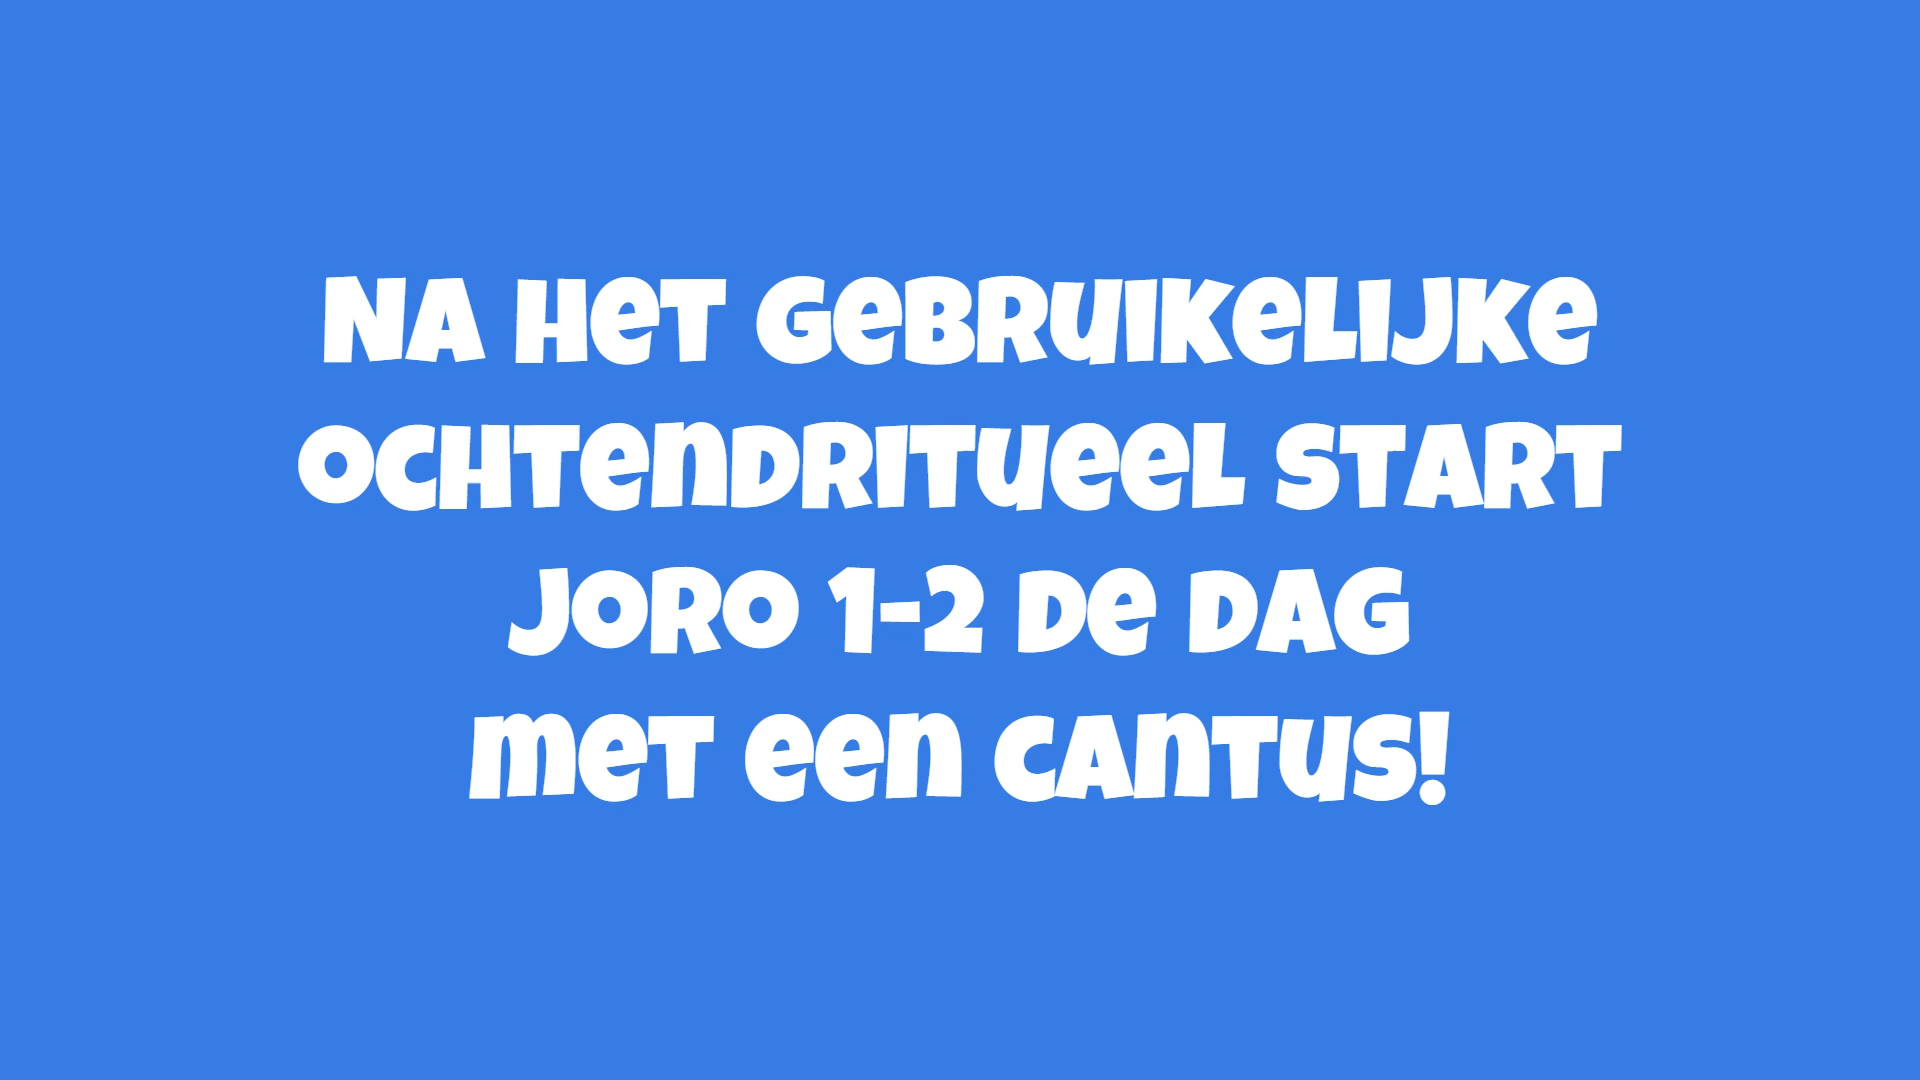 Na het gebruikelijke
ochtendritueel start
JORO 1-2 de dag
met een cantus!